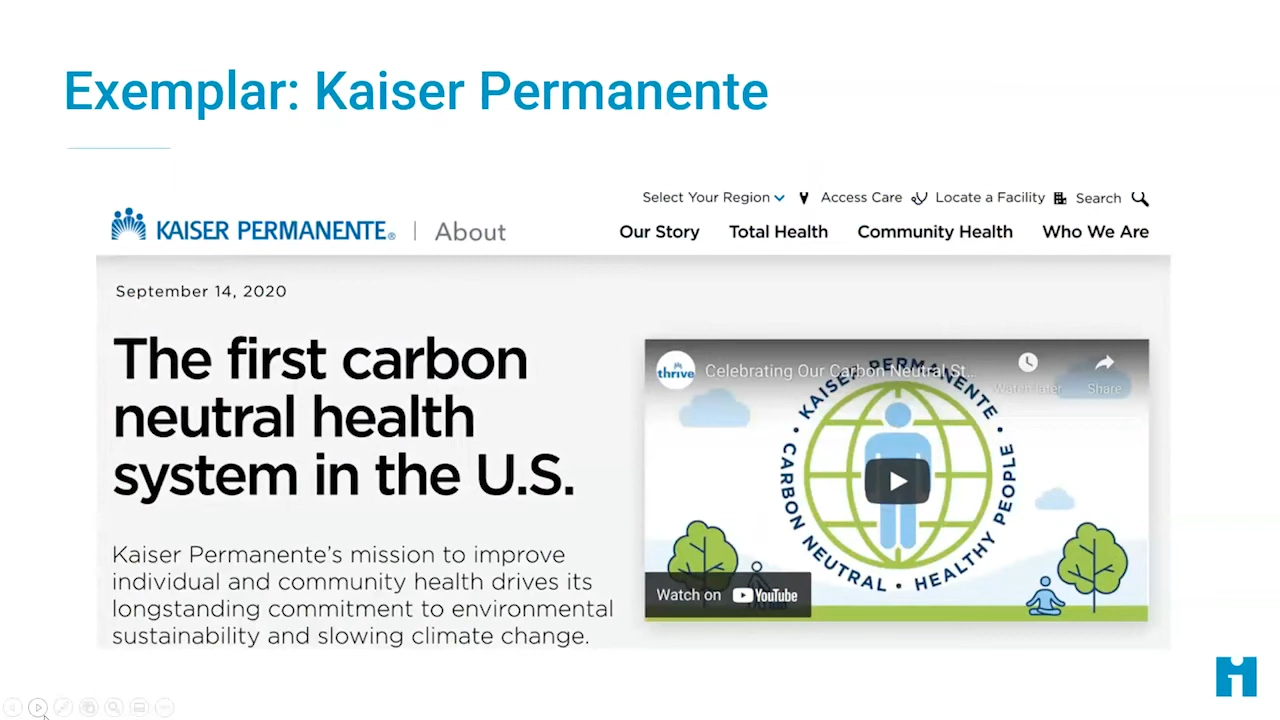 Exemplar: Kaiser Permanente
Select Your Region Access Care Locate a Facility Search
KAISER PERMANENTE® | About
Our Story Total Health Community Health Who We Are
September 14, 2020
The first carbon
neutral health
system in the U.S.
Kaiser Permanente’s mission to improve
individual and community health drives its
longstanding commitment to environmental
sustainability and slowing climate change.
thrive
Celebrating Our Carbon Neutral St...
Watch later
Share
KAISER PERMANENTE • CARBON NEUTRAL • HEALTHY PEOPLE •
Watch on YouTube